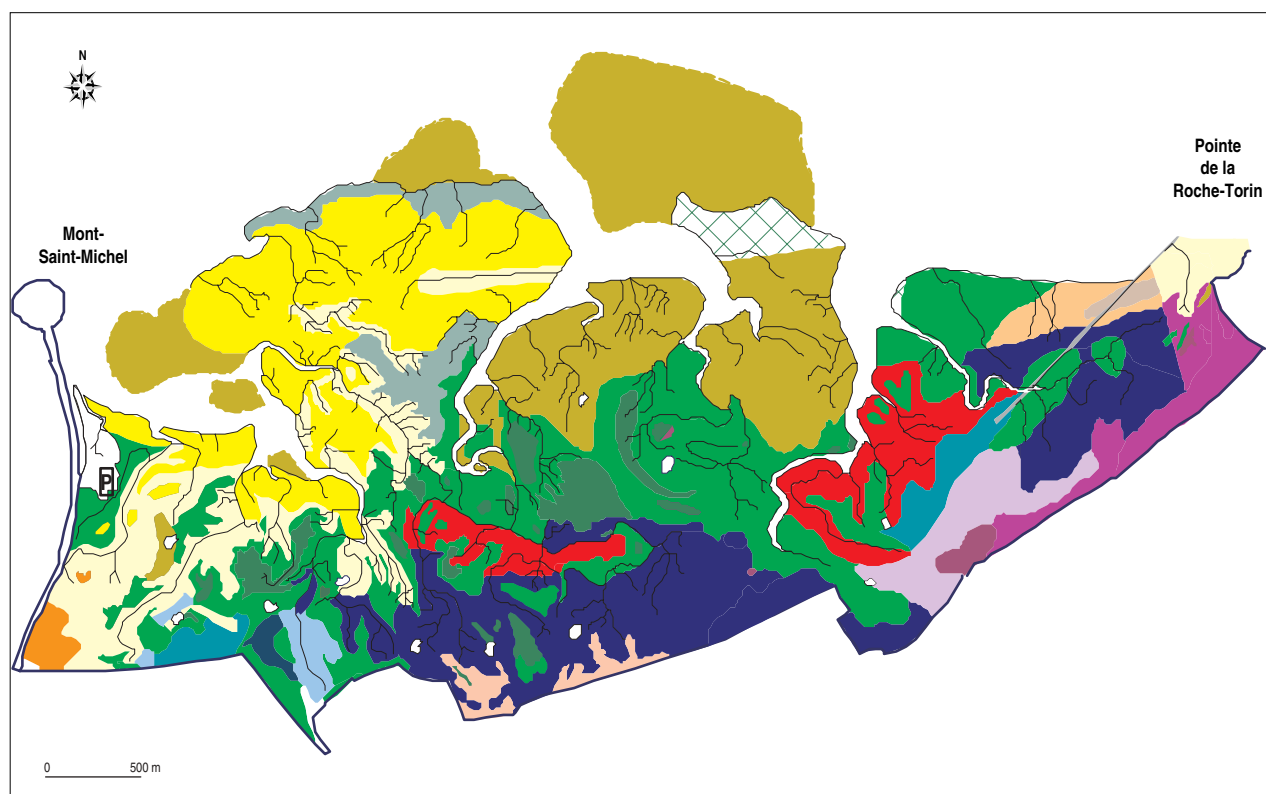 N
Pointe
de la
Roche-Torin
Mont-
Saint-Michel
P
0 500 m